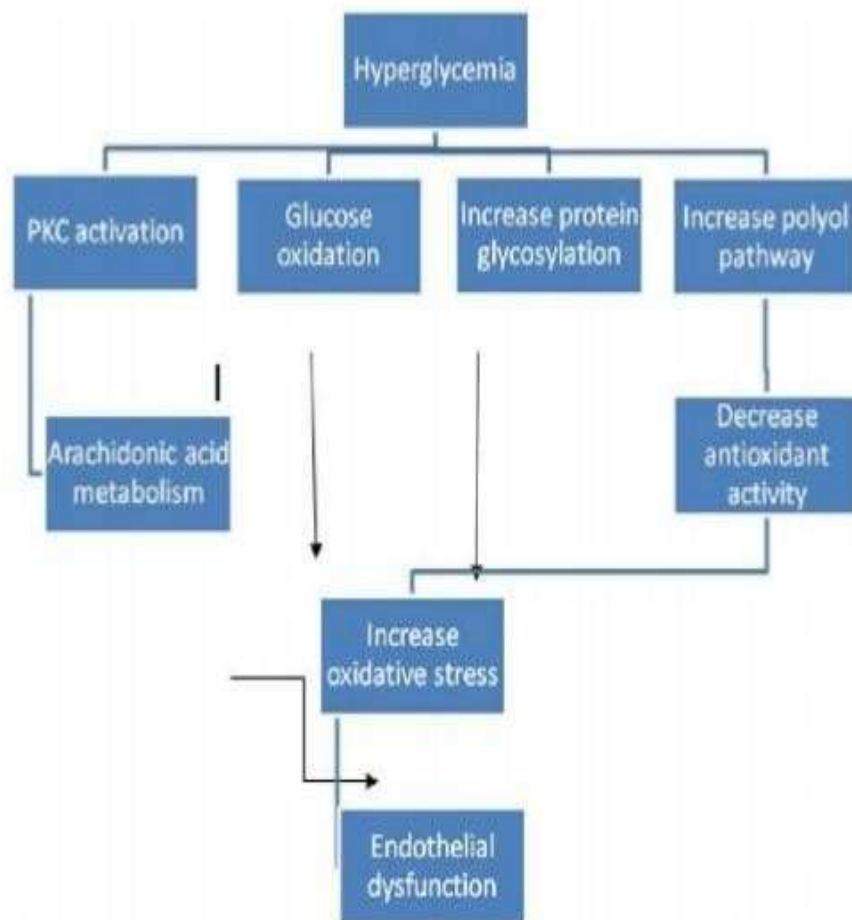 Hyperglycemia
PKC activation
Glucose
oxidation
Increase protein
glycosylation
Increase polyol
pathway
Arachidonic acid
metabolism
Decrease
antioxidant
activity
Increase
oxidative stress
Endothelial
dysfunction